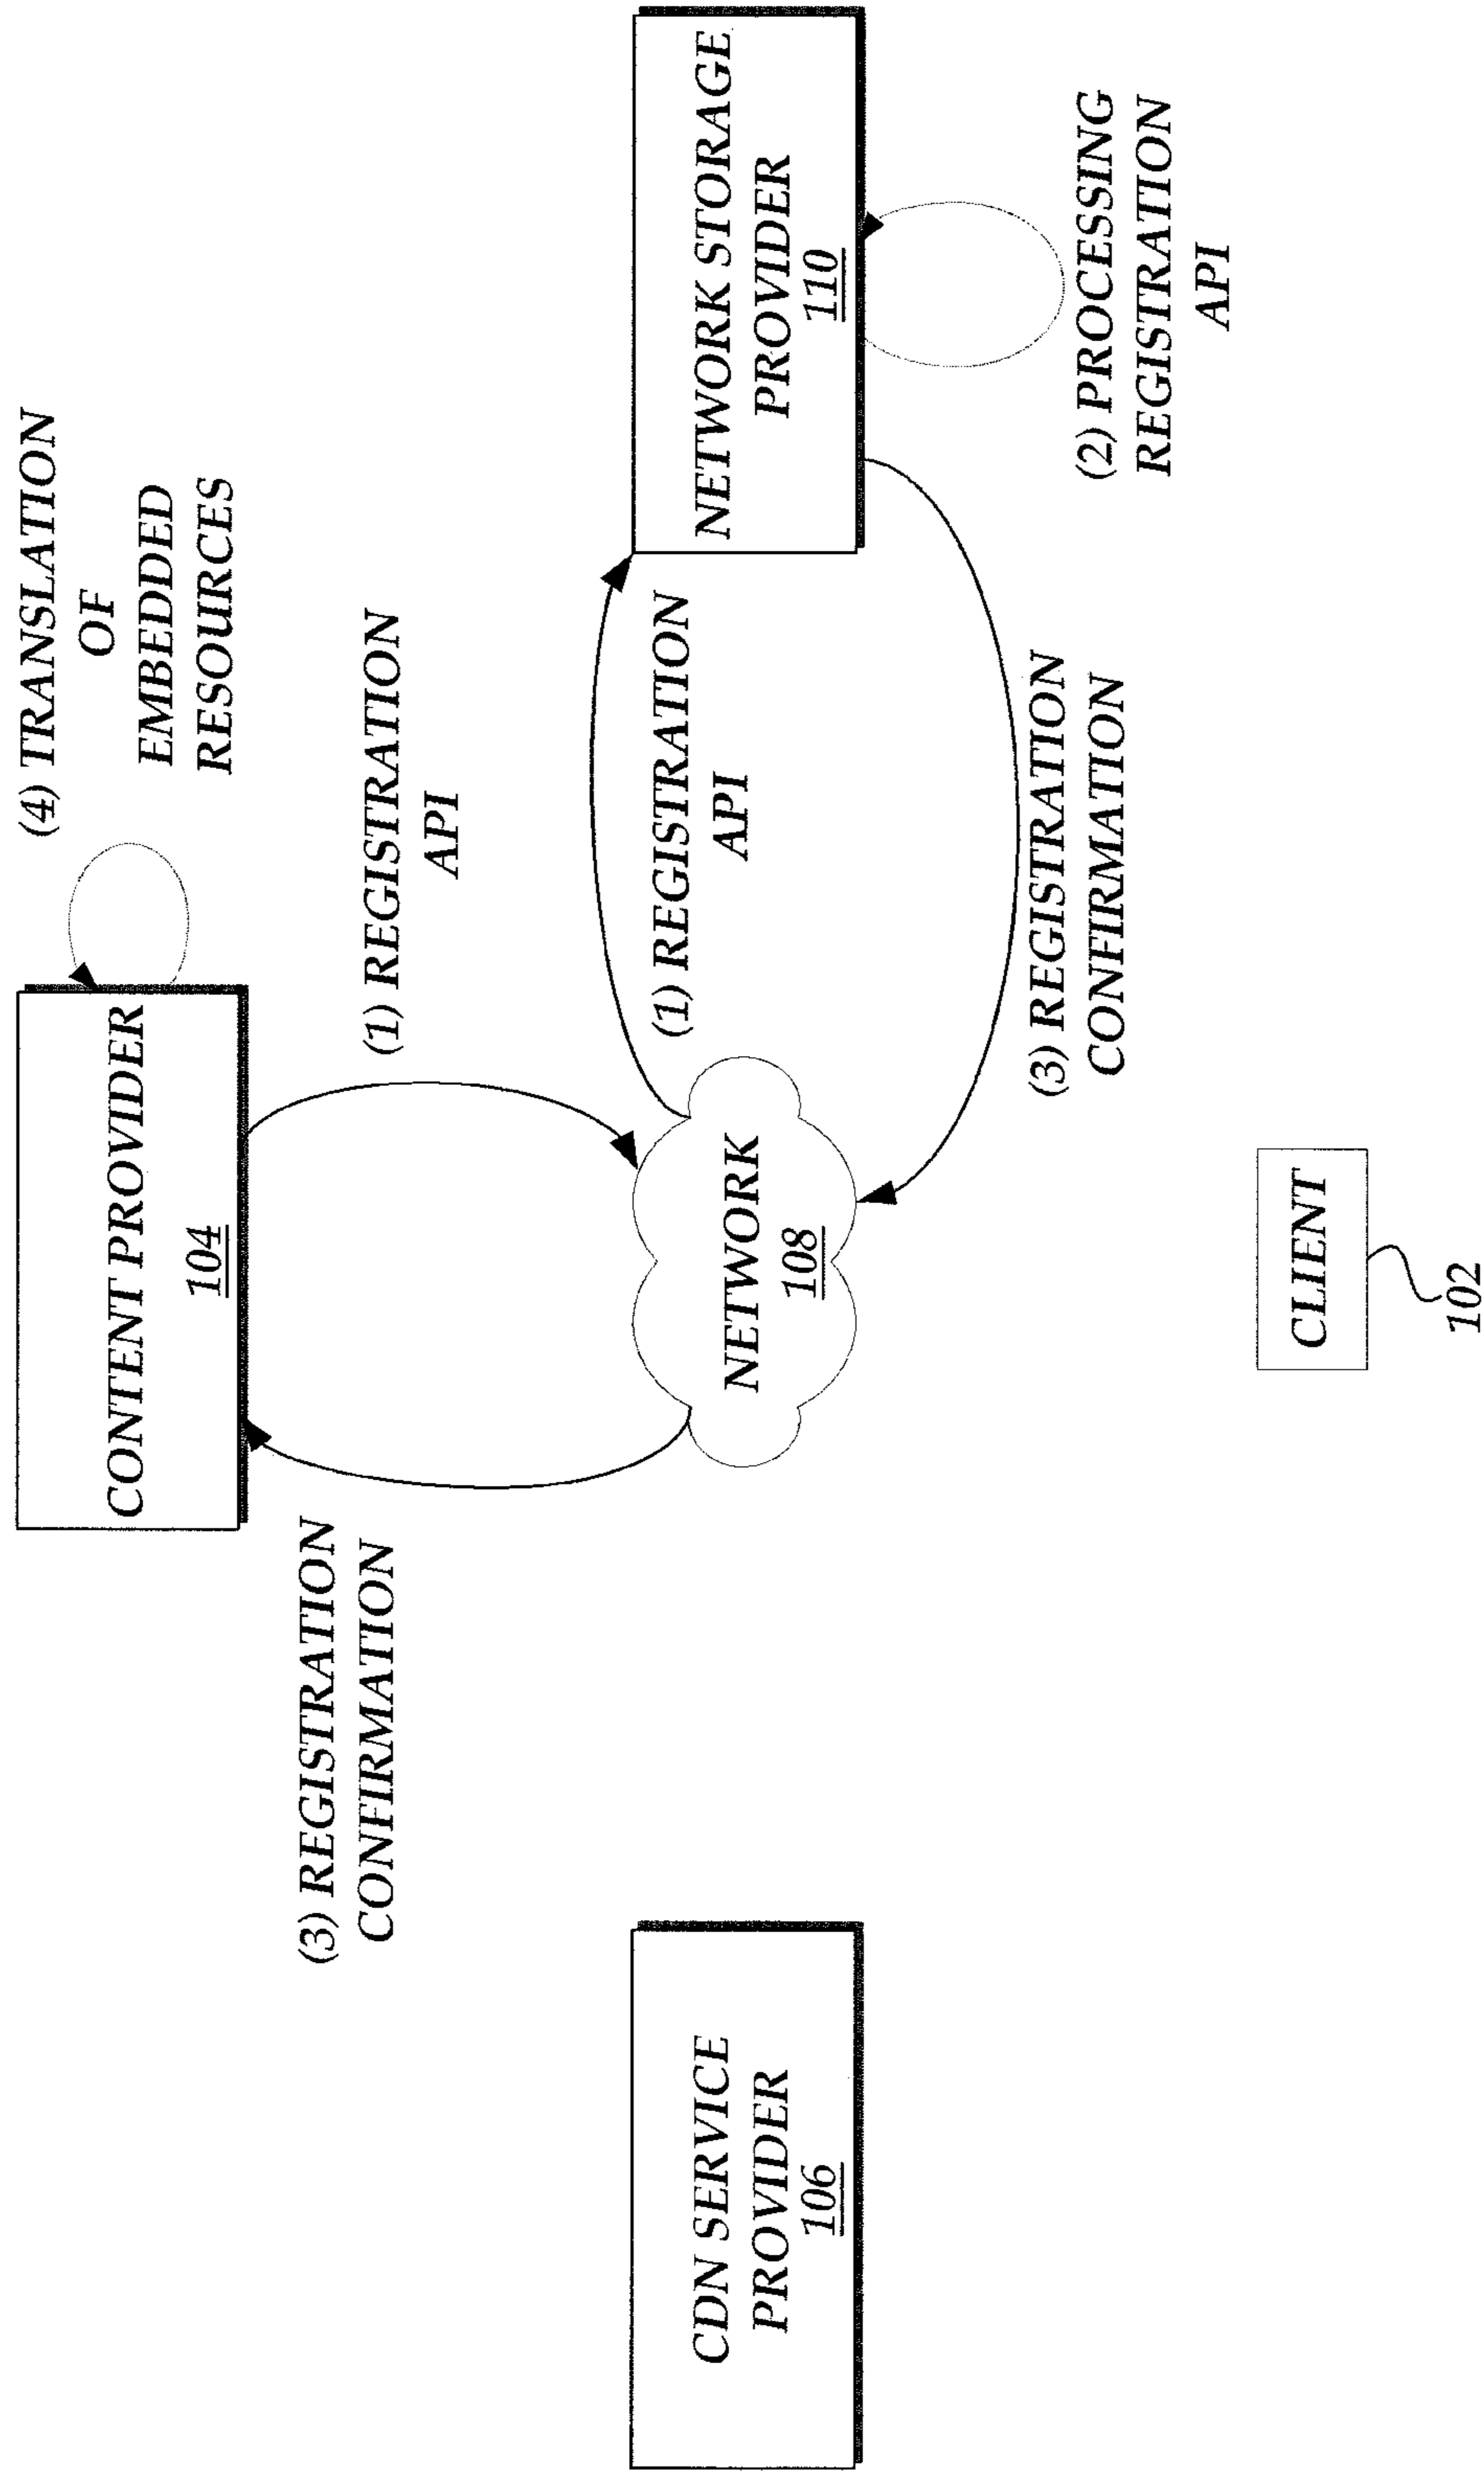 (4) TRANSLATION
OF
EMBEDDED
RESOURCES
CONTENT PROVIDER
104
(3) REGISTRATION
CONFIRMATION
(1) REGISTRATION
API
CDN SERVICE
PROVIDER
106
NETWORK
108
(1) REGISTRATION
API
NETWORK STORAGE
PROVIDER
110
(3) REGISTRATION
CONFIRMATION
(2) PROCESSING
REGISTRATION
API
CLIENT
102